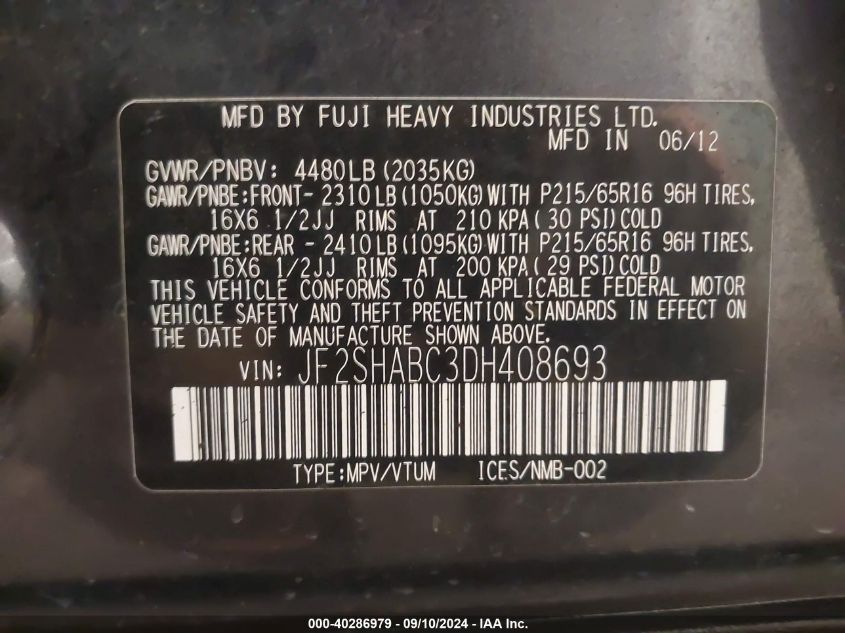 MFD BY FUJI HEAVY INDUSTRIES LTD.
MFD IN 06/12
GVWR/PNBV: 4480LB (2035KG)
GAWR/PNBE:FRONT- 2310LB(1050KG)WITH P215/65R16 96H TIRES,
16X6 1/2JJ RIMS AT 210 KPA( 30 PSI)COLD
GAWR/PNBE:REAR - 2410LB(1095KG)WITH P215/65R16 96H TIRES,
16X6 1/2JJ RIMS AT 200 KPA( 29 PSI)COLD
THIS VEHICLE CONFORMS TO ALL APPLICABLE FEDERAL MOTOR
VEHICLE SAFETY AND THEFT PREVENTION STANDARDS IN EFFECT ON
THE DATE OF MANUFACTURE SHOWN ABOVE.
VIN: JF2SHABC3DH408693
TYPE:MPV/VTUM ICES/NMB-002
000-40286979 - 09/10/2024 - IAA Inc.